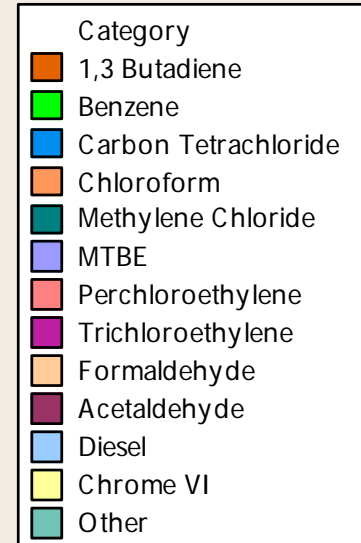 Category
1,3 Butadiene
Benzene
Carbon Tetrachloride
Chloroform
Methylene Chloride
MTBE
Perchloroethylene
Trichloroethylene
Formaldehyde
Acetaldehyde
Diesel
Chrome VI
Other